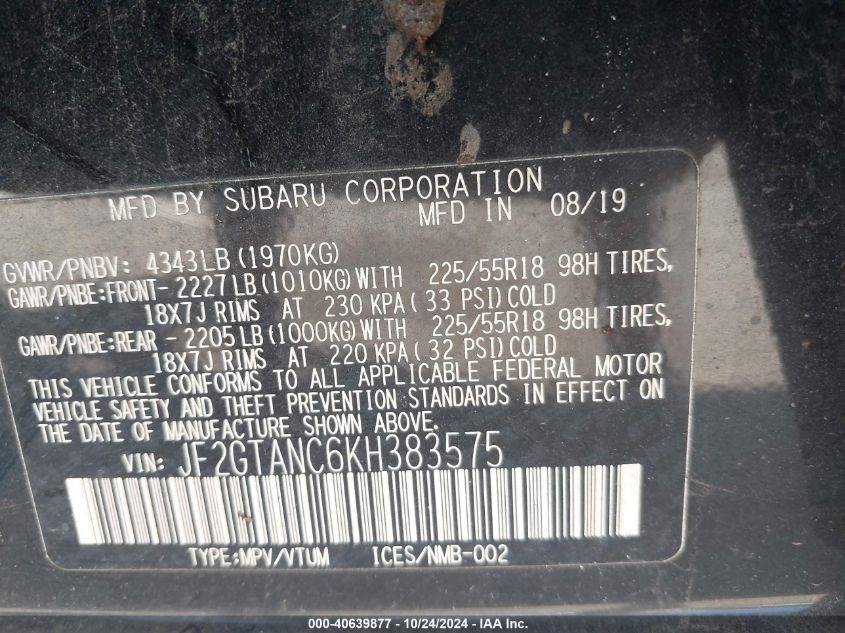 MFD BY SUBARU CORPORATION
MFD IN 08/19
GVWR/PNBV: 4343LB (1970KG)
GAWR/PNBE:FRONT-2227LB (1010KG) WITH 225/55R18 98H TIRES,
18X7J RIMS AT 230 KPA (33 PSI) COLD
GAWR/PNBE:REAR -2205LB (1000KG) WITH 225/55R18 98H TIRES,
18X7J RIMS AT 220 KPA (32 PSI) COLD
THIS VEHICLE CONFORMS TO ALL APPLICABLE FEDERAL MOTOR
VEHICLE SAFETY AND THEFT PREVENTION STANDARDS IN EFFECT ON
THE DATE OF MANUFACTURE SHOWN ABOVE.
VIN: JF2GTANC6KH383575
TYPE:MPV/VTUM ICES/NMB-002
000-40639877 - 10/24/2024 - IAA Inc.